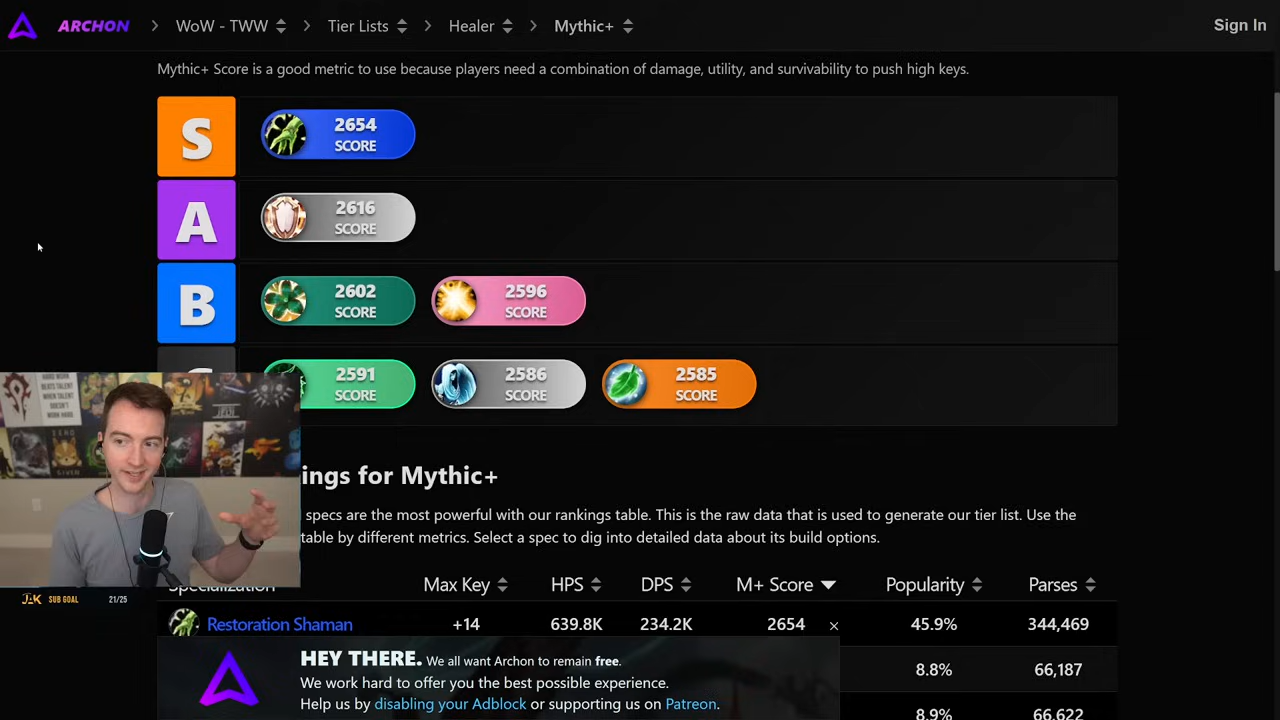 ARCHON > WoW - TWW > Tier Lists > Healer > Mythic+ Sign In
Mythic+ Score is a good metric to use because players need a combination of damage, utility, and survivability to push high keys.
S
2654
SCORE
A
2616
SCORE
B
2602
SCORE
2596
SCORE
2591
SCORE
2586
SCORE
2585
SCORE
ings for Mythic+
specs are the most powerful with our rankings table. This is the raw data that is used to generate our tier list. Use the
table by different metrics. Select a spec to dig into detailed data about its build options.
Specialization Max Key HPS DPS M+ Score Popularity Parses
Restoration Shaman +14 639.8K 234.2K 2654 × 45.9% 344,469
8.8% 66,187
8.9% 66,622
HEY THERE. We all want Archon to remain free.
We work hard to offer you the best possible experience.
Help us by disabling your Adblock or supporting us on Patreon.
SUB GOAL 21/25